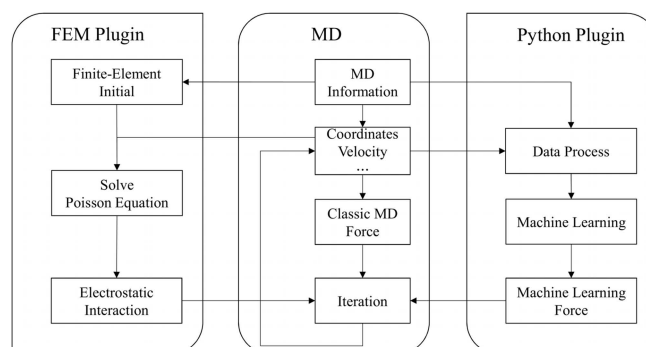 FEM Plugin
Finite-Element
Initial
Solve
Poisson Equation
Electrostatic
Interaction
MD
MD
Information
Coordinates
Velocity
...
Classic MD
Force
Iteration
Python Plugin
Data Process
Machine Learning
Machine Learning
Force